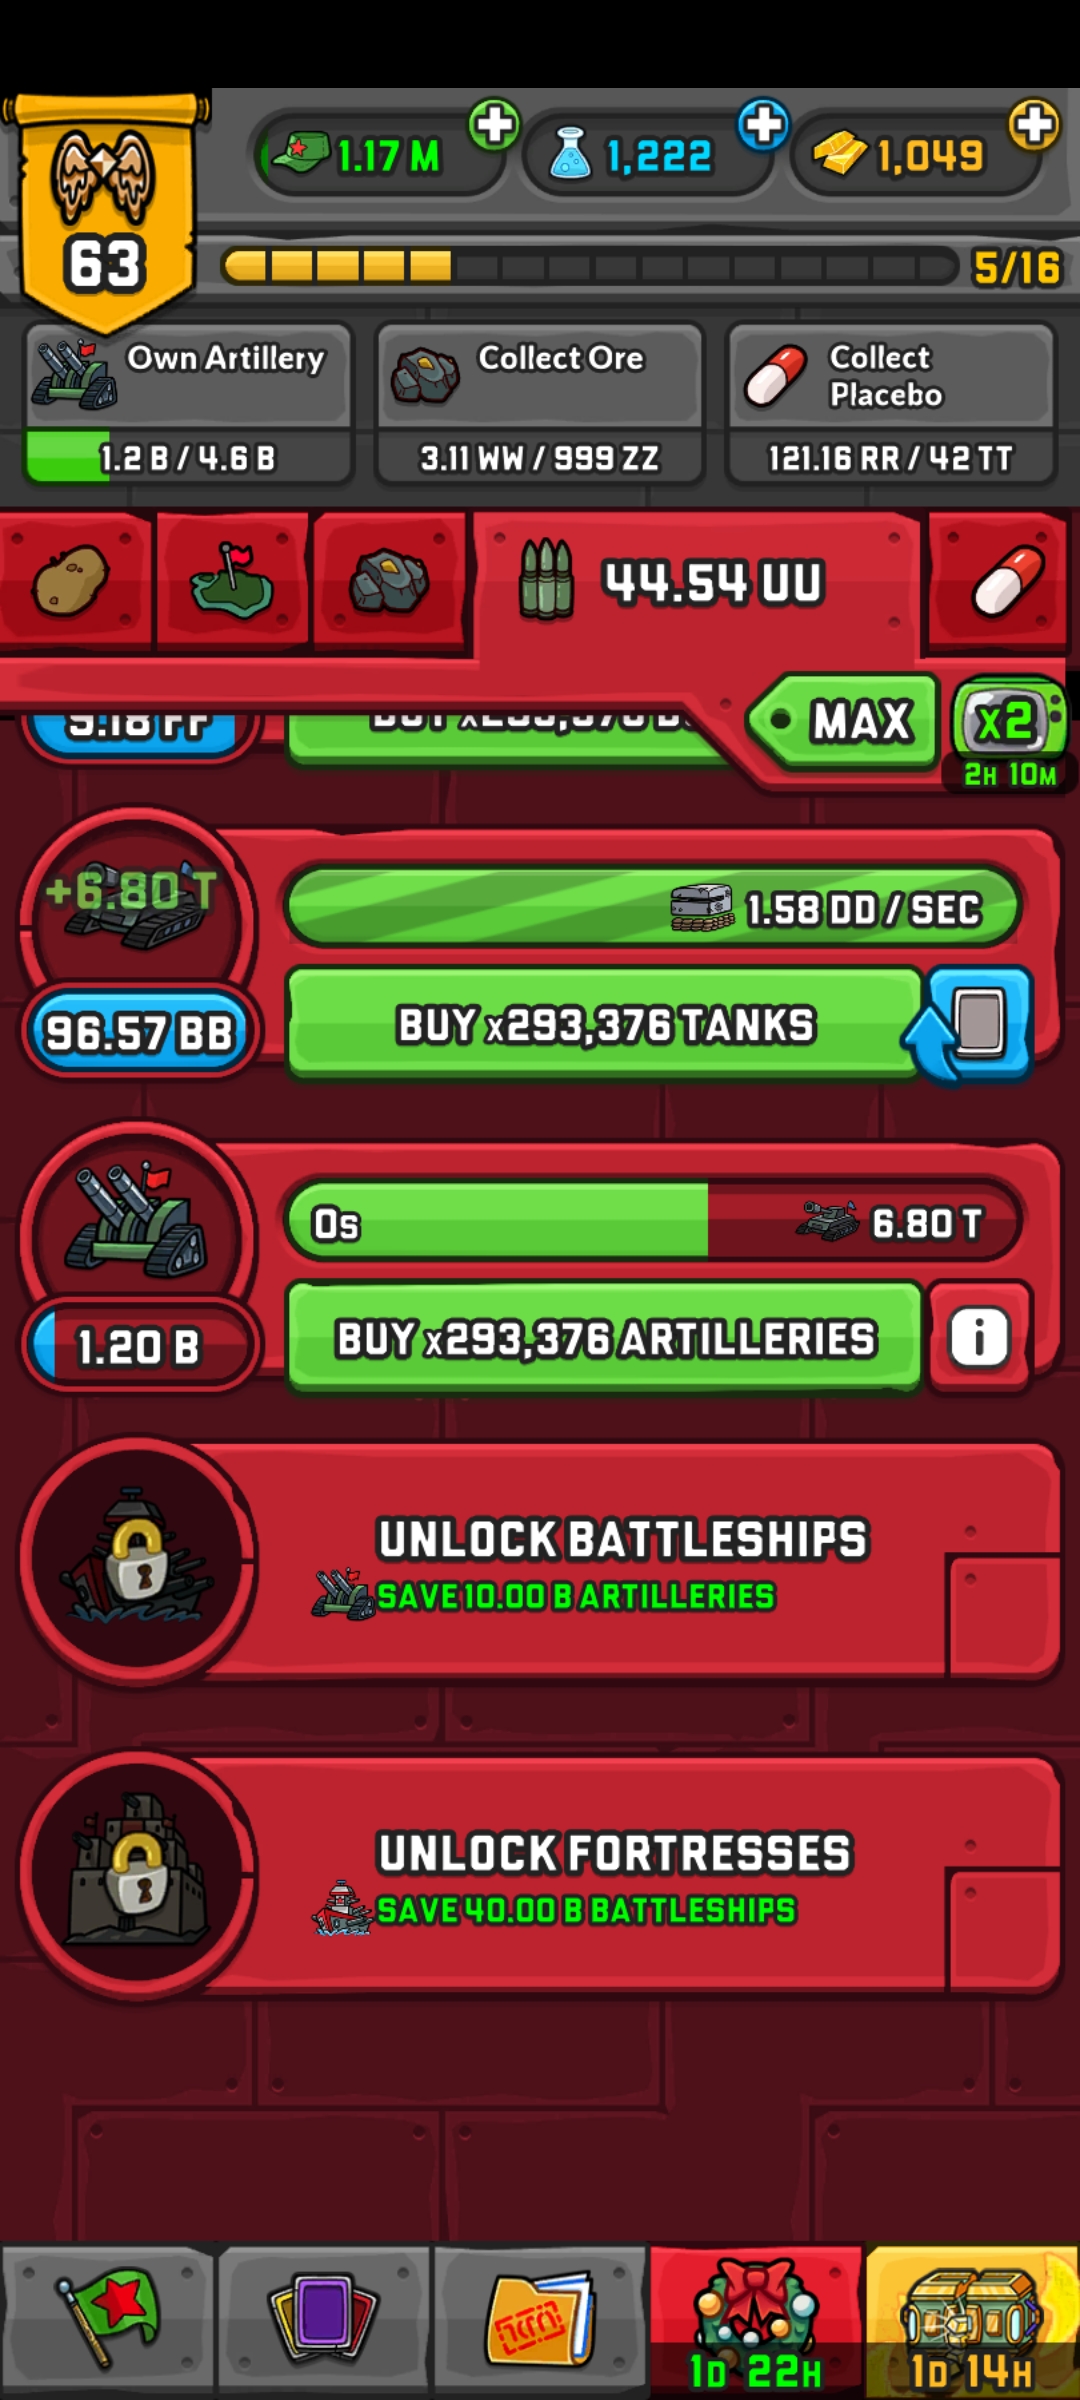 1.17 M
1,222
1,049
63
5/16
Own Artillery
1.2 B / 4.6 B
Collect Ore
3.11 WW / 999 ZZ
Collect
Placebo
121.16 RR / 42 TT
44.54 UU
MAX
x2
2H 10M
BUY
+6.80 T
1.58 DD / SEC
96.57 BB
BUY x293,376 TANKS
0s
6.80 T
1.20 B
BUY x293,376 ARTILLERIES
i
UNLOCK BATTLESHIPS
SAVE 10.00 B ARTILLERIES
UNLOCK FORTRESSES
SAVE 40.00 B BATTLESHIPS
1D 22H
1D 14H